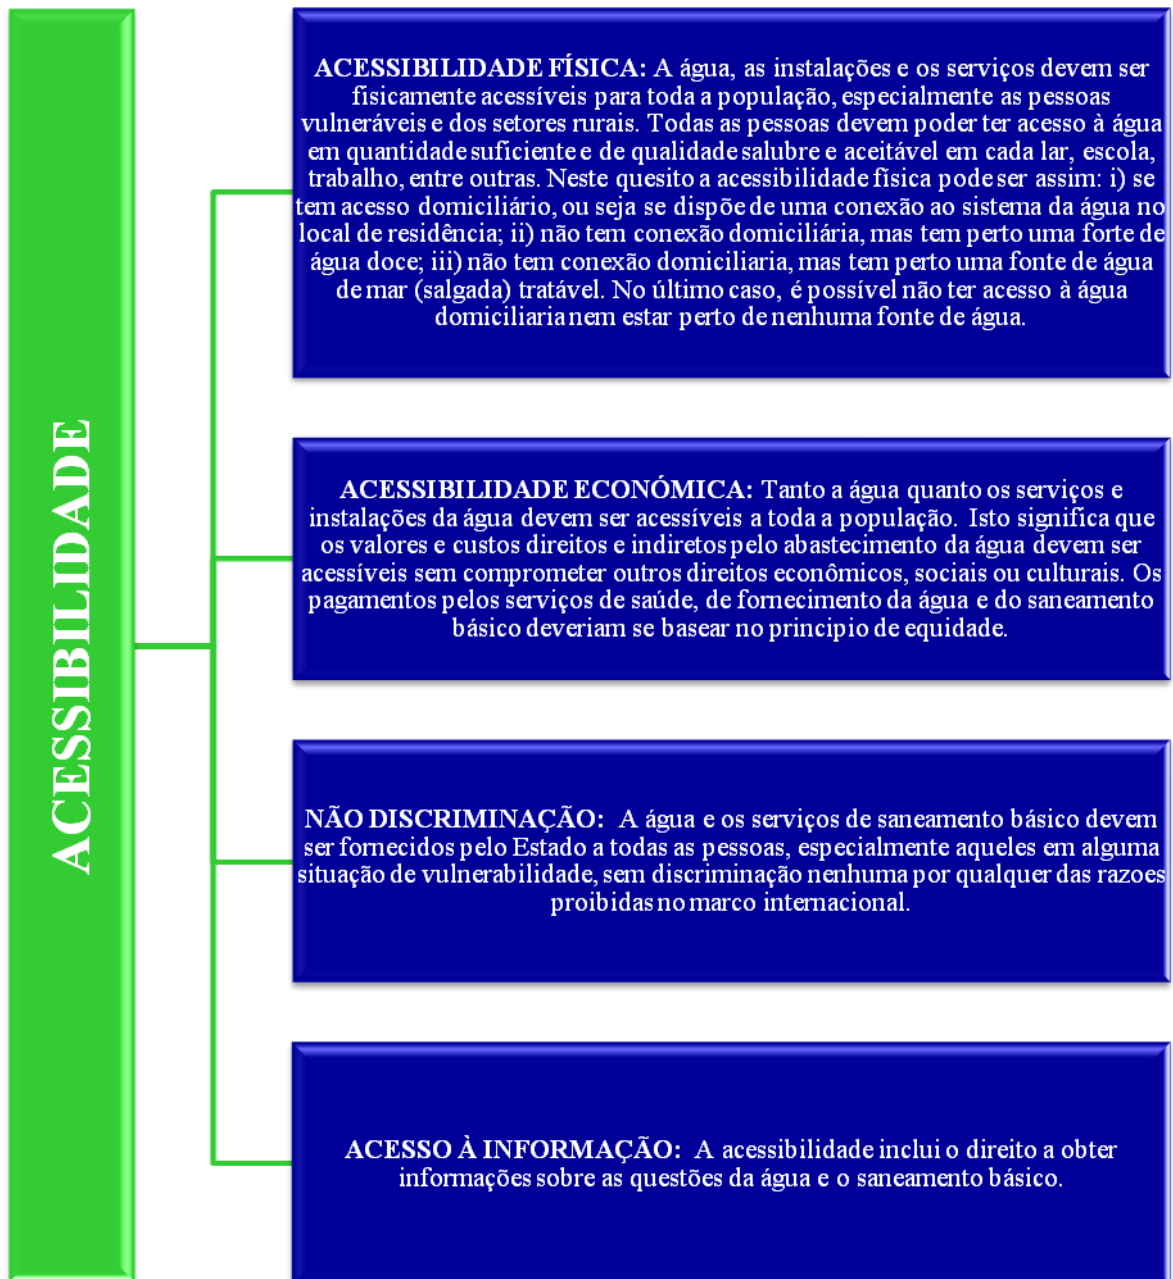 ACESSIBILIDADE
ACESSIBILIDADE FÍSICA: A água, as instalações e os serviços devem ser
fisicamente acessíveis para toda a população, especialmente as pessoas
vulneráveis e dos setores rurais. Todas as pessoas devem poder ter acesso à água
em quantidade suficiente e de qualidade salubre e aceitável em cada lar, escola,
trabalho, entre outras. Neste quesito a acessibilidade física pode ser assim: i) se
tem acesso domiciliário, ou seja se dispõe de uma conexão ao sistema da água no
local de residência; ii) não tem conexão domiciliária, mas tem perto uma forte de
água doce; iii) não tem conexão domiciliaria, mas tem perto uma fonte de água
de mar (salgada) tratável. No último caso, é possível não ter acesso à água
domiciliaria nem estar perto de nenhuma fonte de água.
ACESSIBILIDADE ECONÓMICA: Tanto a água quanto os serviços e
instalações da água devem ser acessíveis a toda a população. Isto significa que
os valores e custos direitos e indiretos pelo abastecimento da água devem ser
acessíveis sem comprometer outros direitos econômicos, sociais ou culturais. Os
pagamentos pelos serviços de saúde, de fornecimento da água e do saneamento
básico deveriam se basear no principio de equidade.
NÃO DISCRIMINAÇÃO: A água e os serviços de saneamento básico devem
ser fornecidos pelo Estado a todas as pessoas, especialmente aqueles em alguma
situação de vulnerabilidade, sem discriminação nenhuma por qualquer das razoes
proibidas no marco internacional.
ACESSO À INFORMAÇÃO: A acessibilidade inclui o direito a obter
informações sobre as questões da água e o saneamento básico.